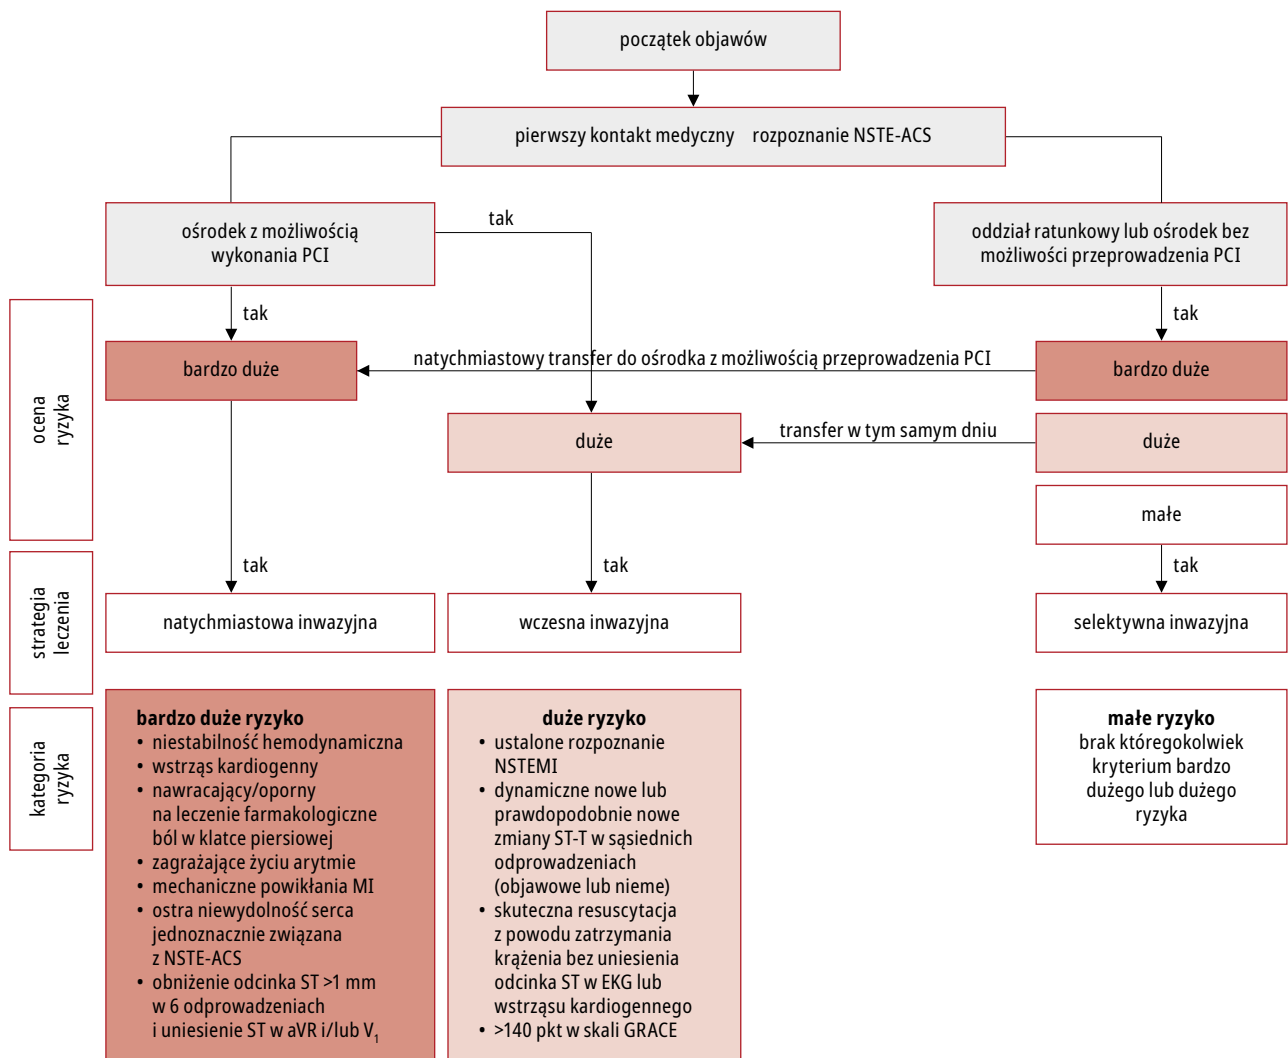 początek objawów
pierwszy kontakt medyczny rozpoznanie NSTE-ACS
ośrodek z możliwością
wykonania PCI
tak
oddział ratunkowy lub ośrodek bez
możliwości przeprowadzenia PCI
tak
tak
ocena
ryzyka
bardzo duże
natychmiastowy transfer do ośrodka z możliwością przeprowadzenia PCI
bardzo duże
duże
transfer w tym samym dniu
duże
małe
tak
tak
tak
strategia
leczenia
natychmiastowa inwazyjna
wczesna inwazyjna
selektywna inwazyjna
kategoria
ryzyka
bardzo duże ryzyko
• niestabilność hemodynamiczna
• wstrząs kardiogenny
• nawracający/oporny
na leczenie farmakologiczne
ból w klatce piersiowej
• zagrażające życiu arytmie
• mechaniczne powikłania MI
• ostra niewydolność serca
jednoznacznie związana
z NSTE-ACS
• obniżenie odcinka ST >1 mm
w 6 odprowadzeniach
i uniesienie ST w aVR i/lub V₁
duże ryzyko
• ustalone rozpoznanie
NSTEMI
• dynamiczne nowe lub
prawdopodobnie nowe
zmiany ST-T w sąsiednich
odprowadzeniach
(objawowe lub nieme)
• skuteczna resuscytacja
z powodu zatrzymania
krążenia bez uniesienia
odcinka ST w EKG lub
wstrząsu kardiogennego
• >140 pkt w skali GRACE
małe ryzyko
brak któregokolwiek
kryterium bardzo
dużego lub dużego
ryzyka